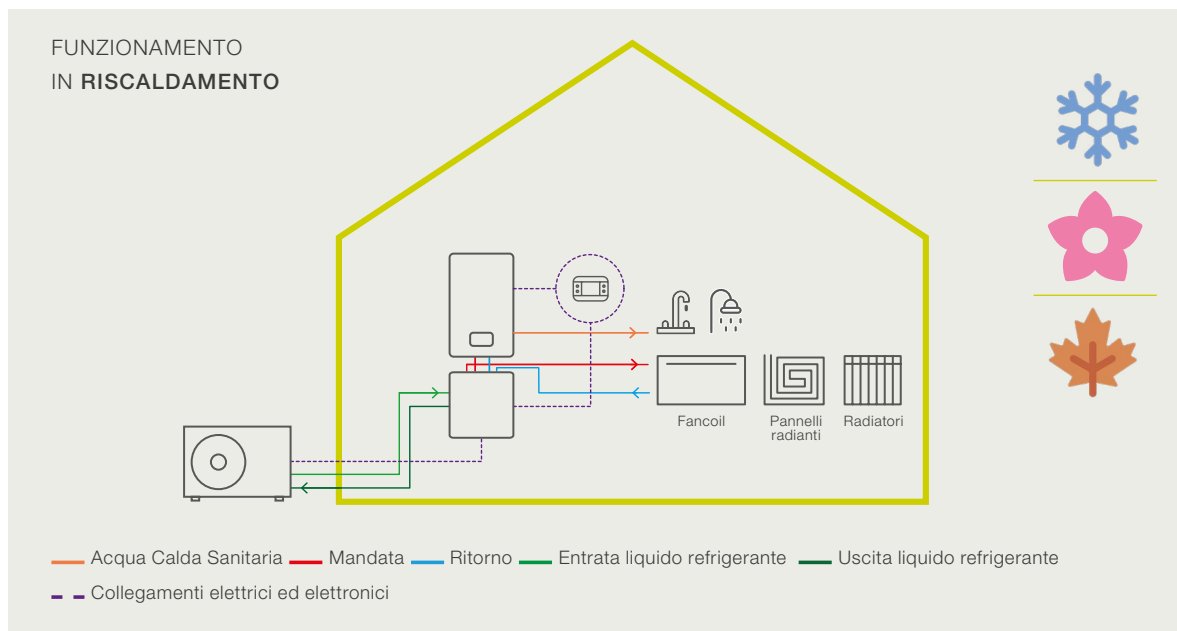 FUNZIONAMENTO
IN RISCALDAMENTO
Fancoil
Pannelli
radianti
Radiatori
Acqua Calda Sanitaria
Mandata
Ritorno
Entrata liquido refrigerante
Uscita liquido refrigerante
Collegamenti elettrici ed elettronici